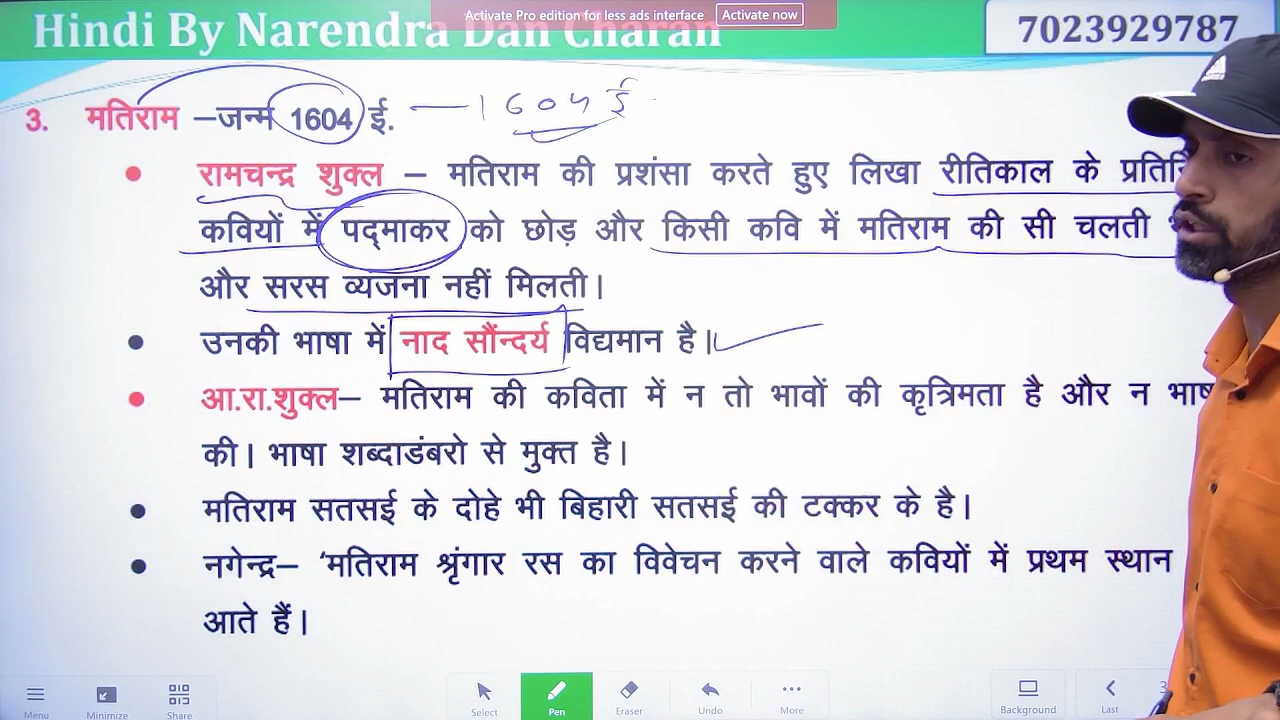 Activate Pro edition for less ads interface Activate now
Hindi By Narendra Dan Charan 7023929787
3. मतिराम –जन्म 1604 ई. — 1604 ई
• रामचन्द्र शुक्ल – मतिराम की प्रशंसा करते हुए लिखा रीतिकाल के
कवियों में पद्माकर को छोड़ और किसी कवि में मतिराम की सी चलती
और सरस व्यजना नहीं मिलती।
• उनकी भाषा में नाद सौंन्दर्य विद्यमान है।
• आ.रा.शुक्ल– मतिराम की कविता में न तो भावों की कृत्रिमता है और न
की। भाषा शब्दाडंबरो से मुक्त है।
• मतिराम सतसई के दोहे भी बिहारी सतसई की टक्कर के है।
• नगेन्द्र– 'मतिराम श्रृंगार रस का विवेचन करने वाले कवियों में प्रथम स्थान
आते हैं।
Menu Minimize Share Select Pen Eraser Undo More Background Last 3